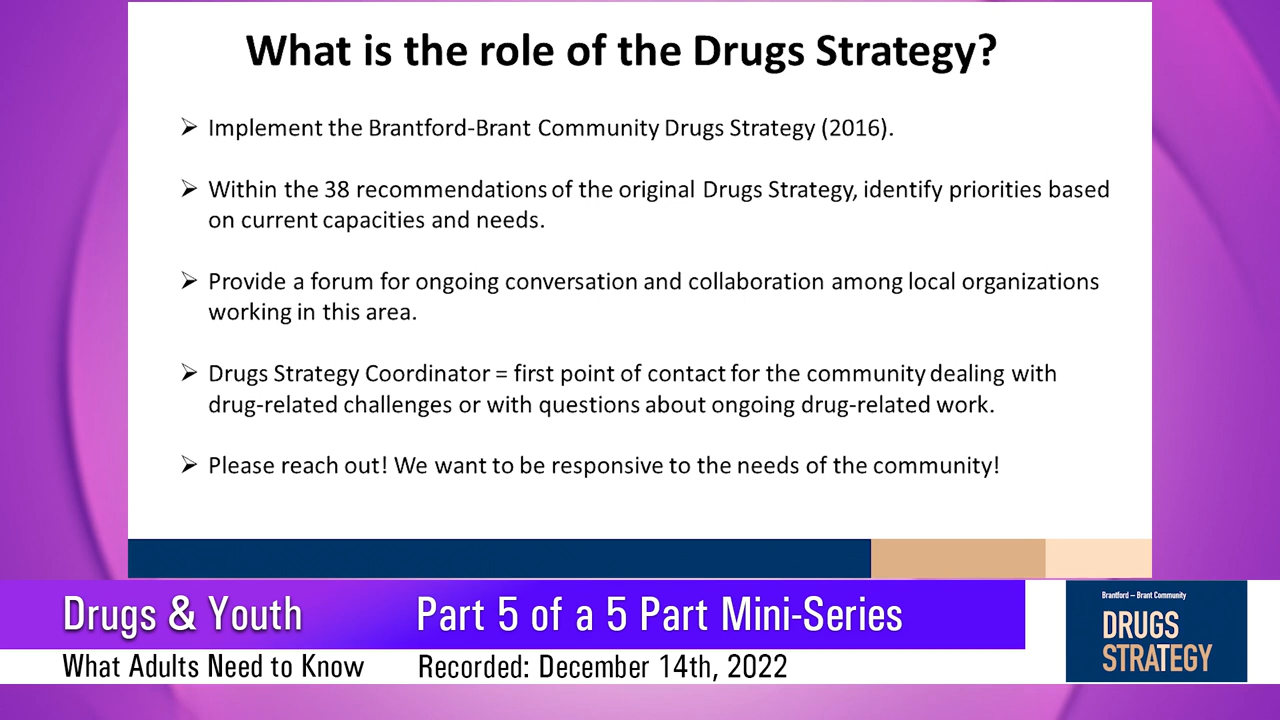 What is the role of the Drugs Strategy?
➢ Implement the Brantford-Brant Community Drugs Strategy (2016).
➢ Within the 38 recommendations of the original Drugs Strategy, identify priorities based
on current capacities and needs.
➢ Provide a forum for ongoing conversation and collaboration among local organizations
working in this area.
➢ Drugs Strategy Coordinator = first point of contact for the community dealing with
drug-related challenges or with questions about ongoing drug-related work.
➢ Please reach out! We want to be responsive to the needs of the community!
Drugs & Youth
Part 5 of a 5 Part Mini-Series
What Adults Need to Know
Recorded: December 14th, 2022
Brantford – Brant Community
DRUGS
STRATEGY